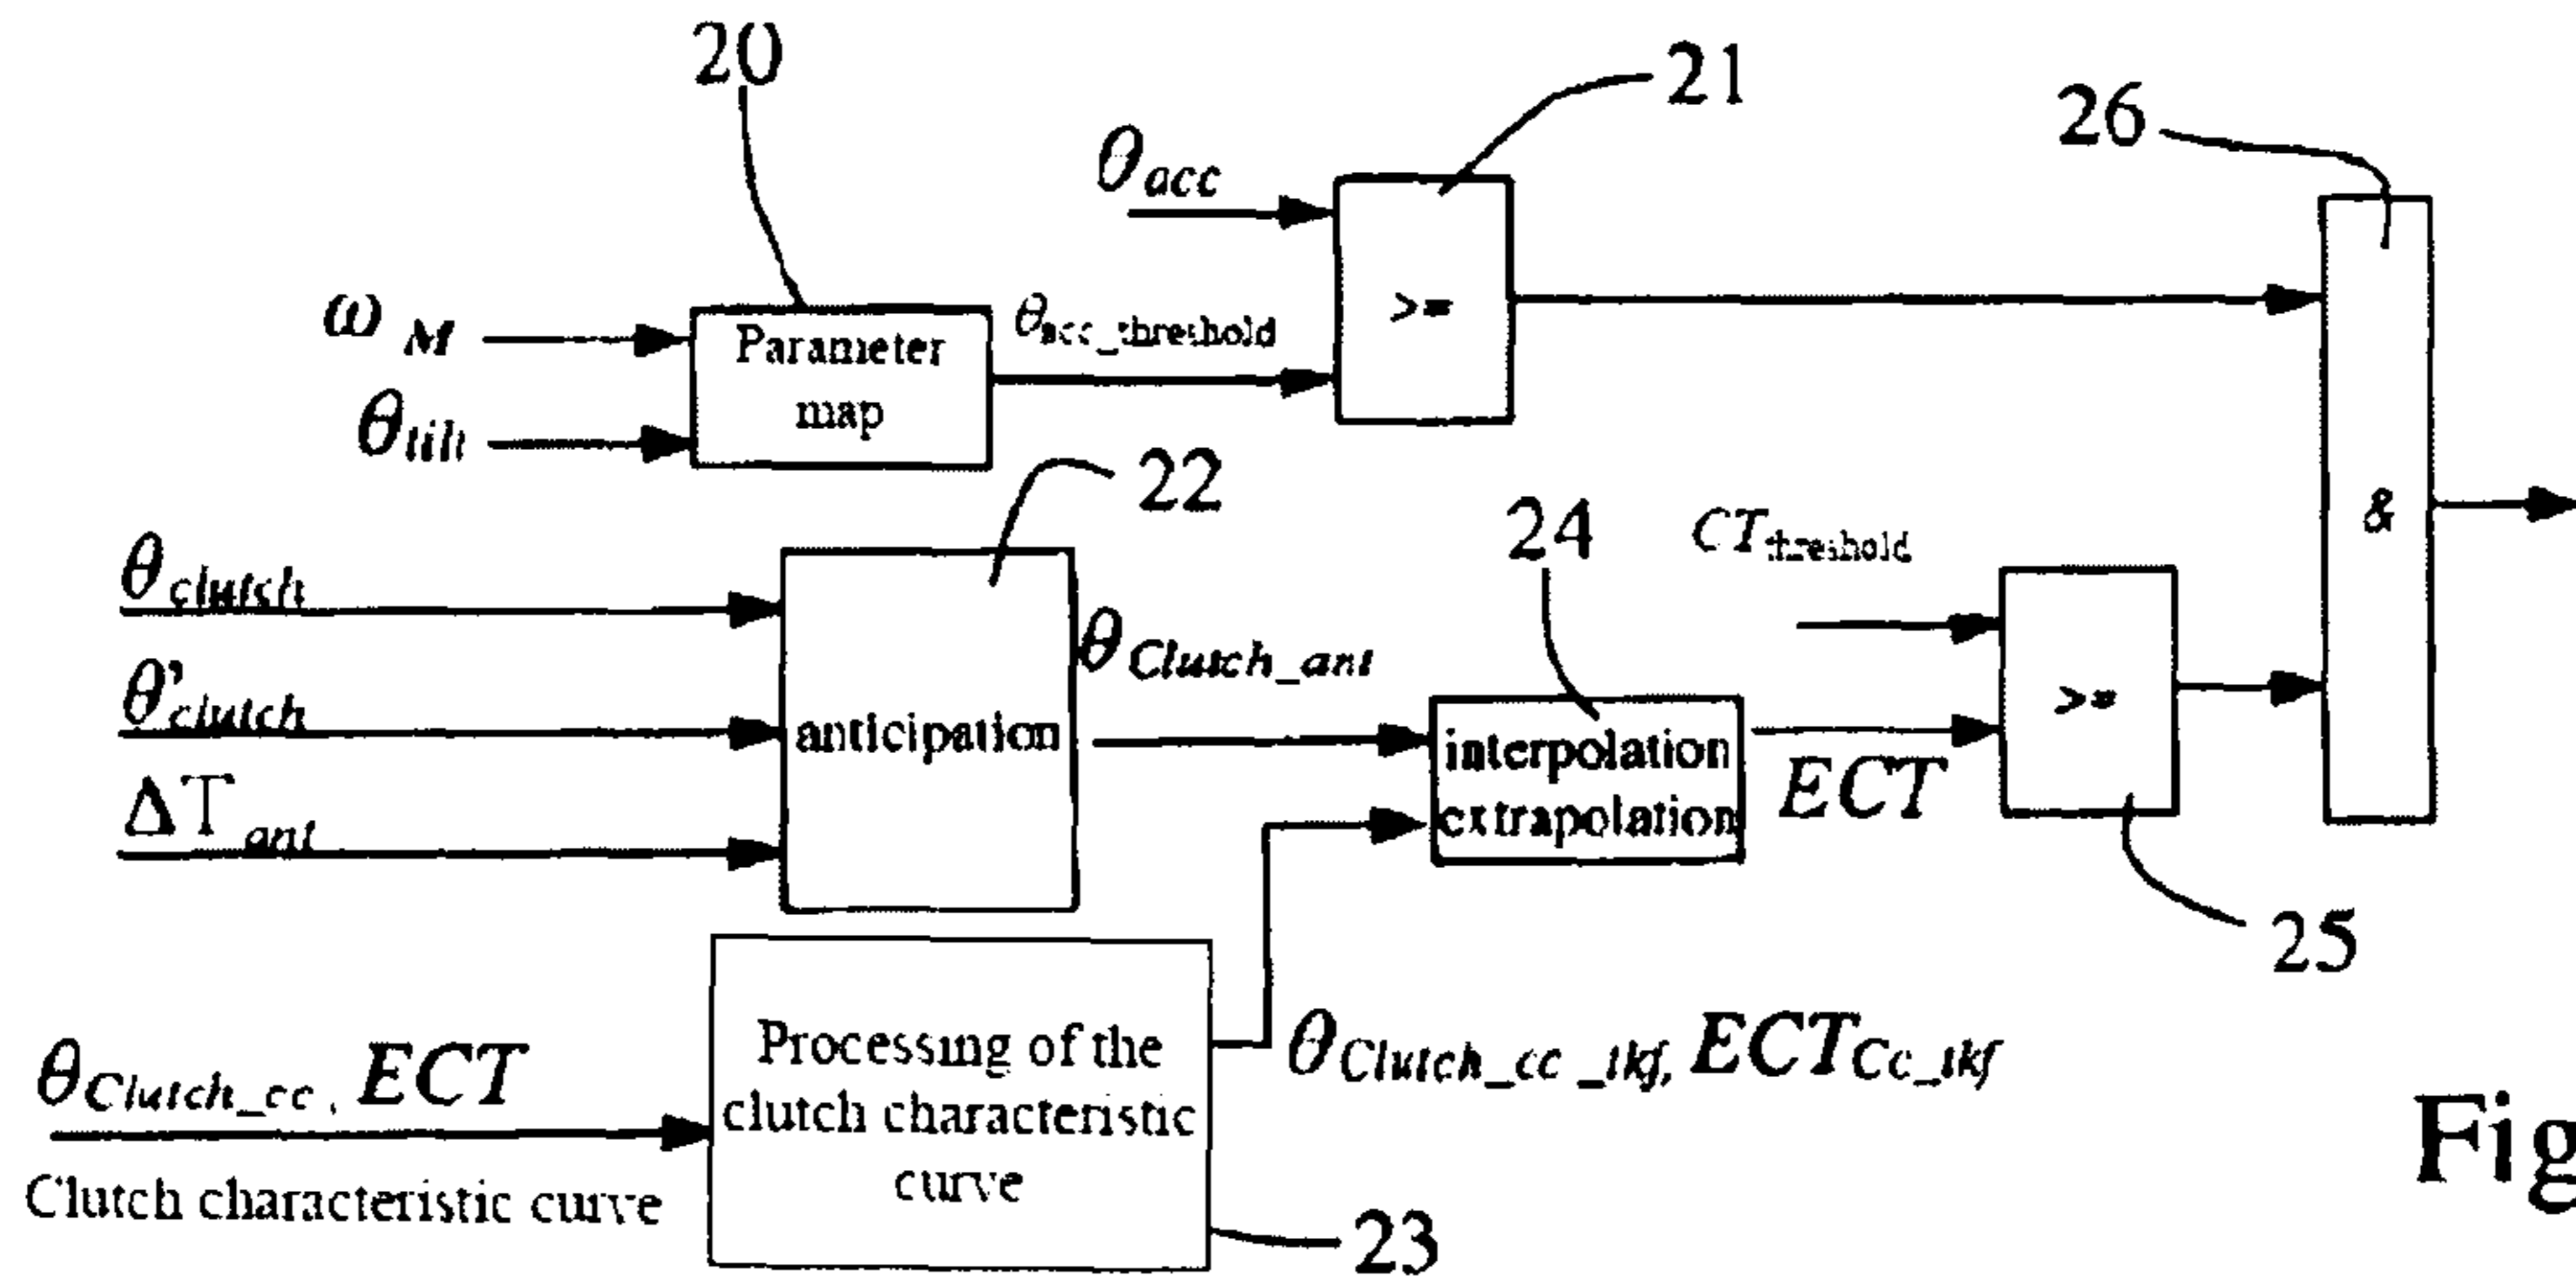 20
21
26
θacc
ωM
Parameter
map
θacc_threshold
>=
θtilt
22
24
CTthreshold
&
θclutch
θClutch_ant
θ'clutch
anticipation
interpolation
extrapolation
>=
ECT
ΔTant
25
θClutch_cc, ECT
Processing of the
clutch characteristic
curve
θClutch_cc_tkf, ECTCc_tkf
Clutch characteristic curve
23
Fig